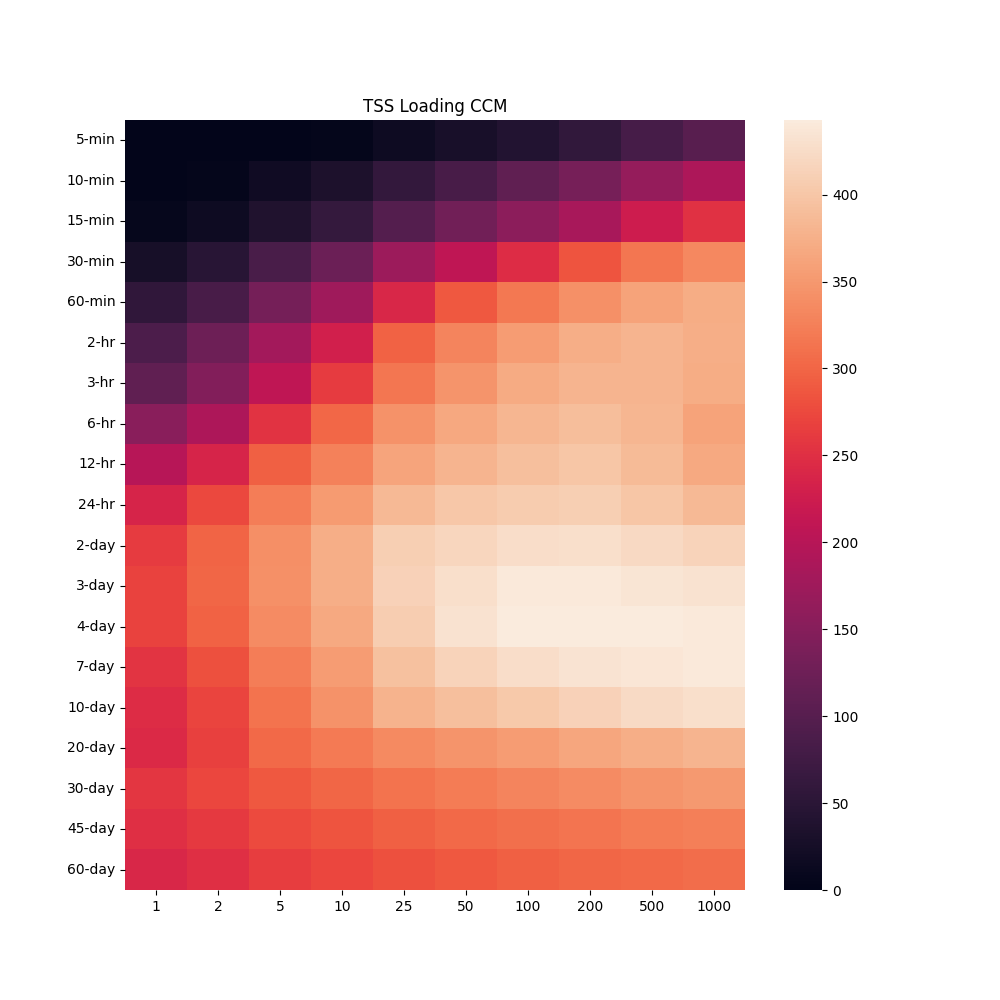 TSS Loading CCM
5-min
10-min
15-min
30-min
60-min
2-hr
3-hr
6-hr
12-hr
24-hr
2-day
3-day
4-day
7-day
10-day
20-day
30-day
45-day
60-day
1 2 5 10 25 50 100 200 500 1000
400
350
300
250
200
150
100
50
0